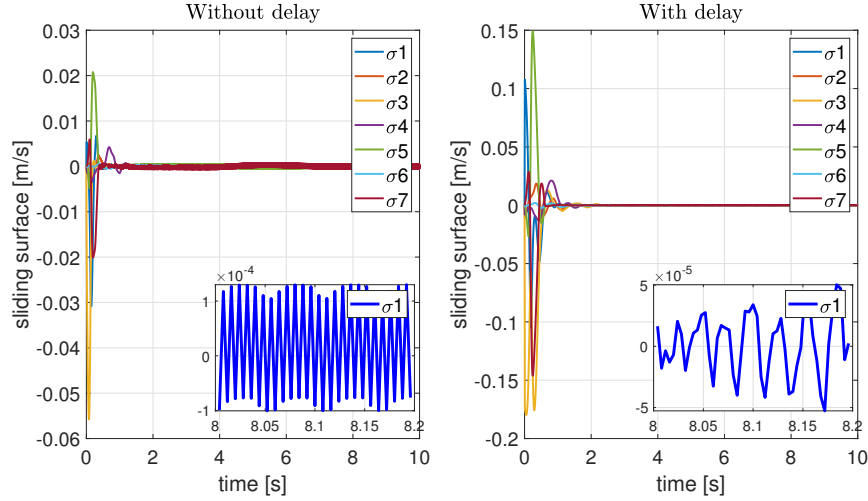 Without delay
0.03
0.02
0.01
0
-0.01
-0.02
-0.03
-0.04
-0.05
-0.06
sliding surface [m/s]
0 2 4 6 8 10
time [s]
σ1
σ2
σ3
σ4
σ5
σ6
σ7
×10⁻⁴
1
0
-1
8 8.05 8.1 8.15 8.2
σ1
With delay
0.15
0.1
0.05
0
-0.05
-0.1
-0.15
-0.2
sliding surface [m/s]
0 2 4 6 8 10
time [s]
σ1
σ2
σ3
σ4
σ5
σ6
σ7
×10⁻⁵
5
0
-5
8 8.05 8.1 8.15 8.2
σ1